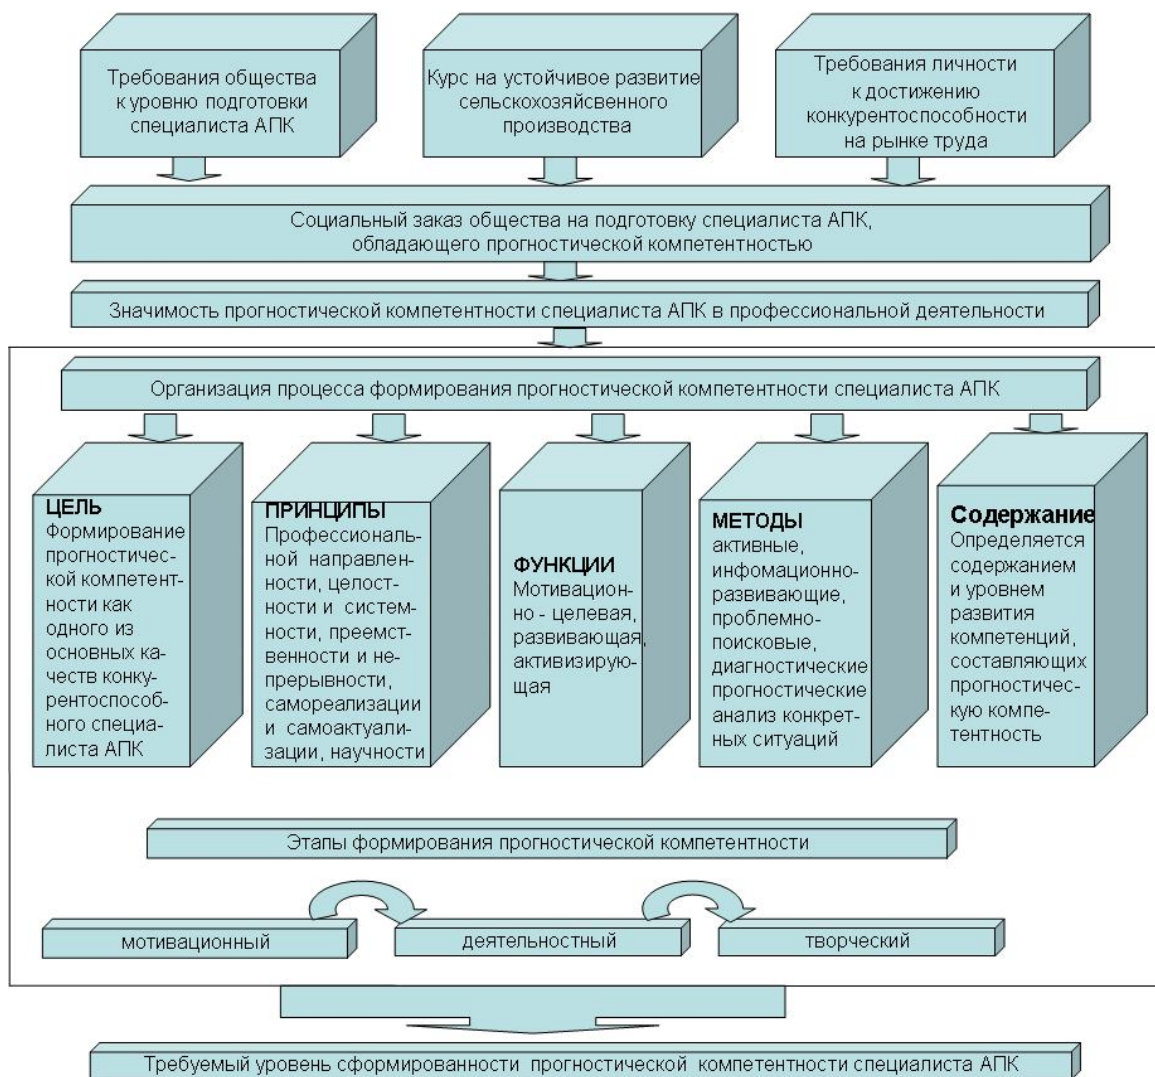 Требования общества
к уровню подготовки
специалиста АПК
Курс на устойчивое развитие
сельскохозяйсвенного
производства
Требования личности
к достижению
конкурентоспособности
на рынке труда
Социальный заказ общества на подготовку специалиста АПК,
обладающего прогностической компетентностью
Значимость прогностической компетентности специалиста АПК в профессиональной деятельности
Организация процесса формирования прогностической компетентности специалиста АПК
ЦЕЛЬ
Формирование
прогностичес-
кой компетент-
ности как
одного из
основных ка-
честв конку-
рентоспособ-
ного специа-
листа АПК
ПРИНЦИПЫ
Профессиональ-
ной направлен-
ности, целост-
ности и систем-
ности, преемст-
венности и не-
прерывности,
самореализации
и самоактуали-
зации, научности
ФУНКЦИИ
Мотивацион-
но - целевая,
развивающая,
активизирую-
щая
МЕТОДЫ
активные,
инфомационно-
развивающие,
проблемно-
поисковые,
диагностические
прогностические
анализ конкрет-
ных ситуаций
Содержание
Определяется
содержанием
и уровнем
развития
компетенций,
составляющих
прогностичес-
кую компе-
тентность
Этапы формирования прогностической компетентности
мотивационный
деятельностный
творческий
Требуемый уровень сформированности прогностической компетентности специалиста АПК